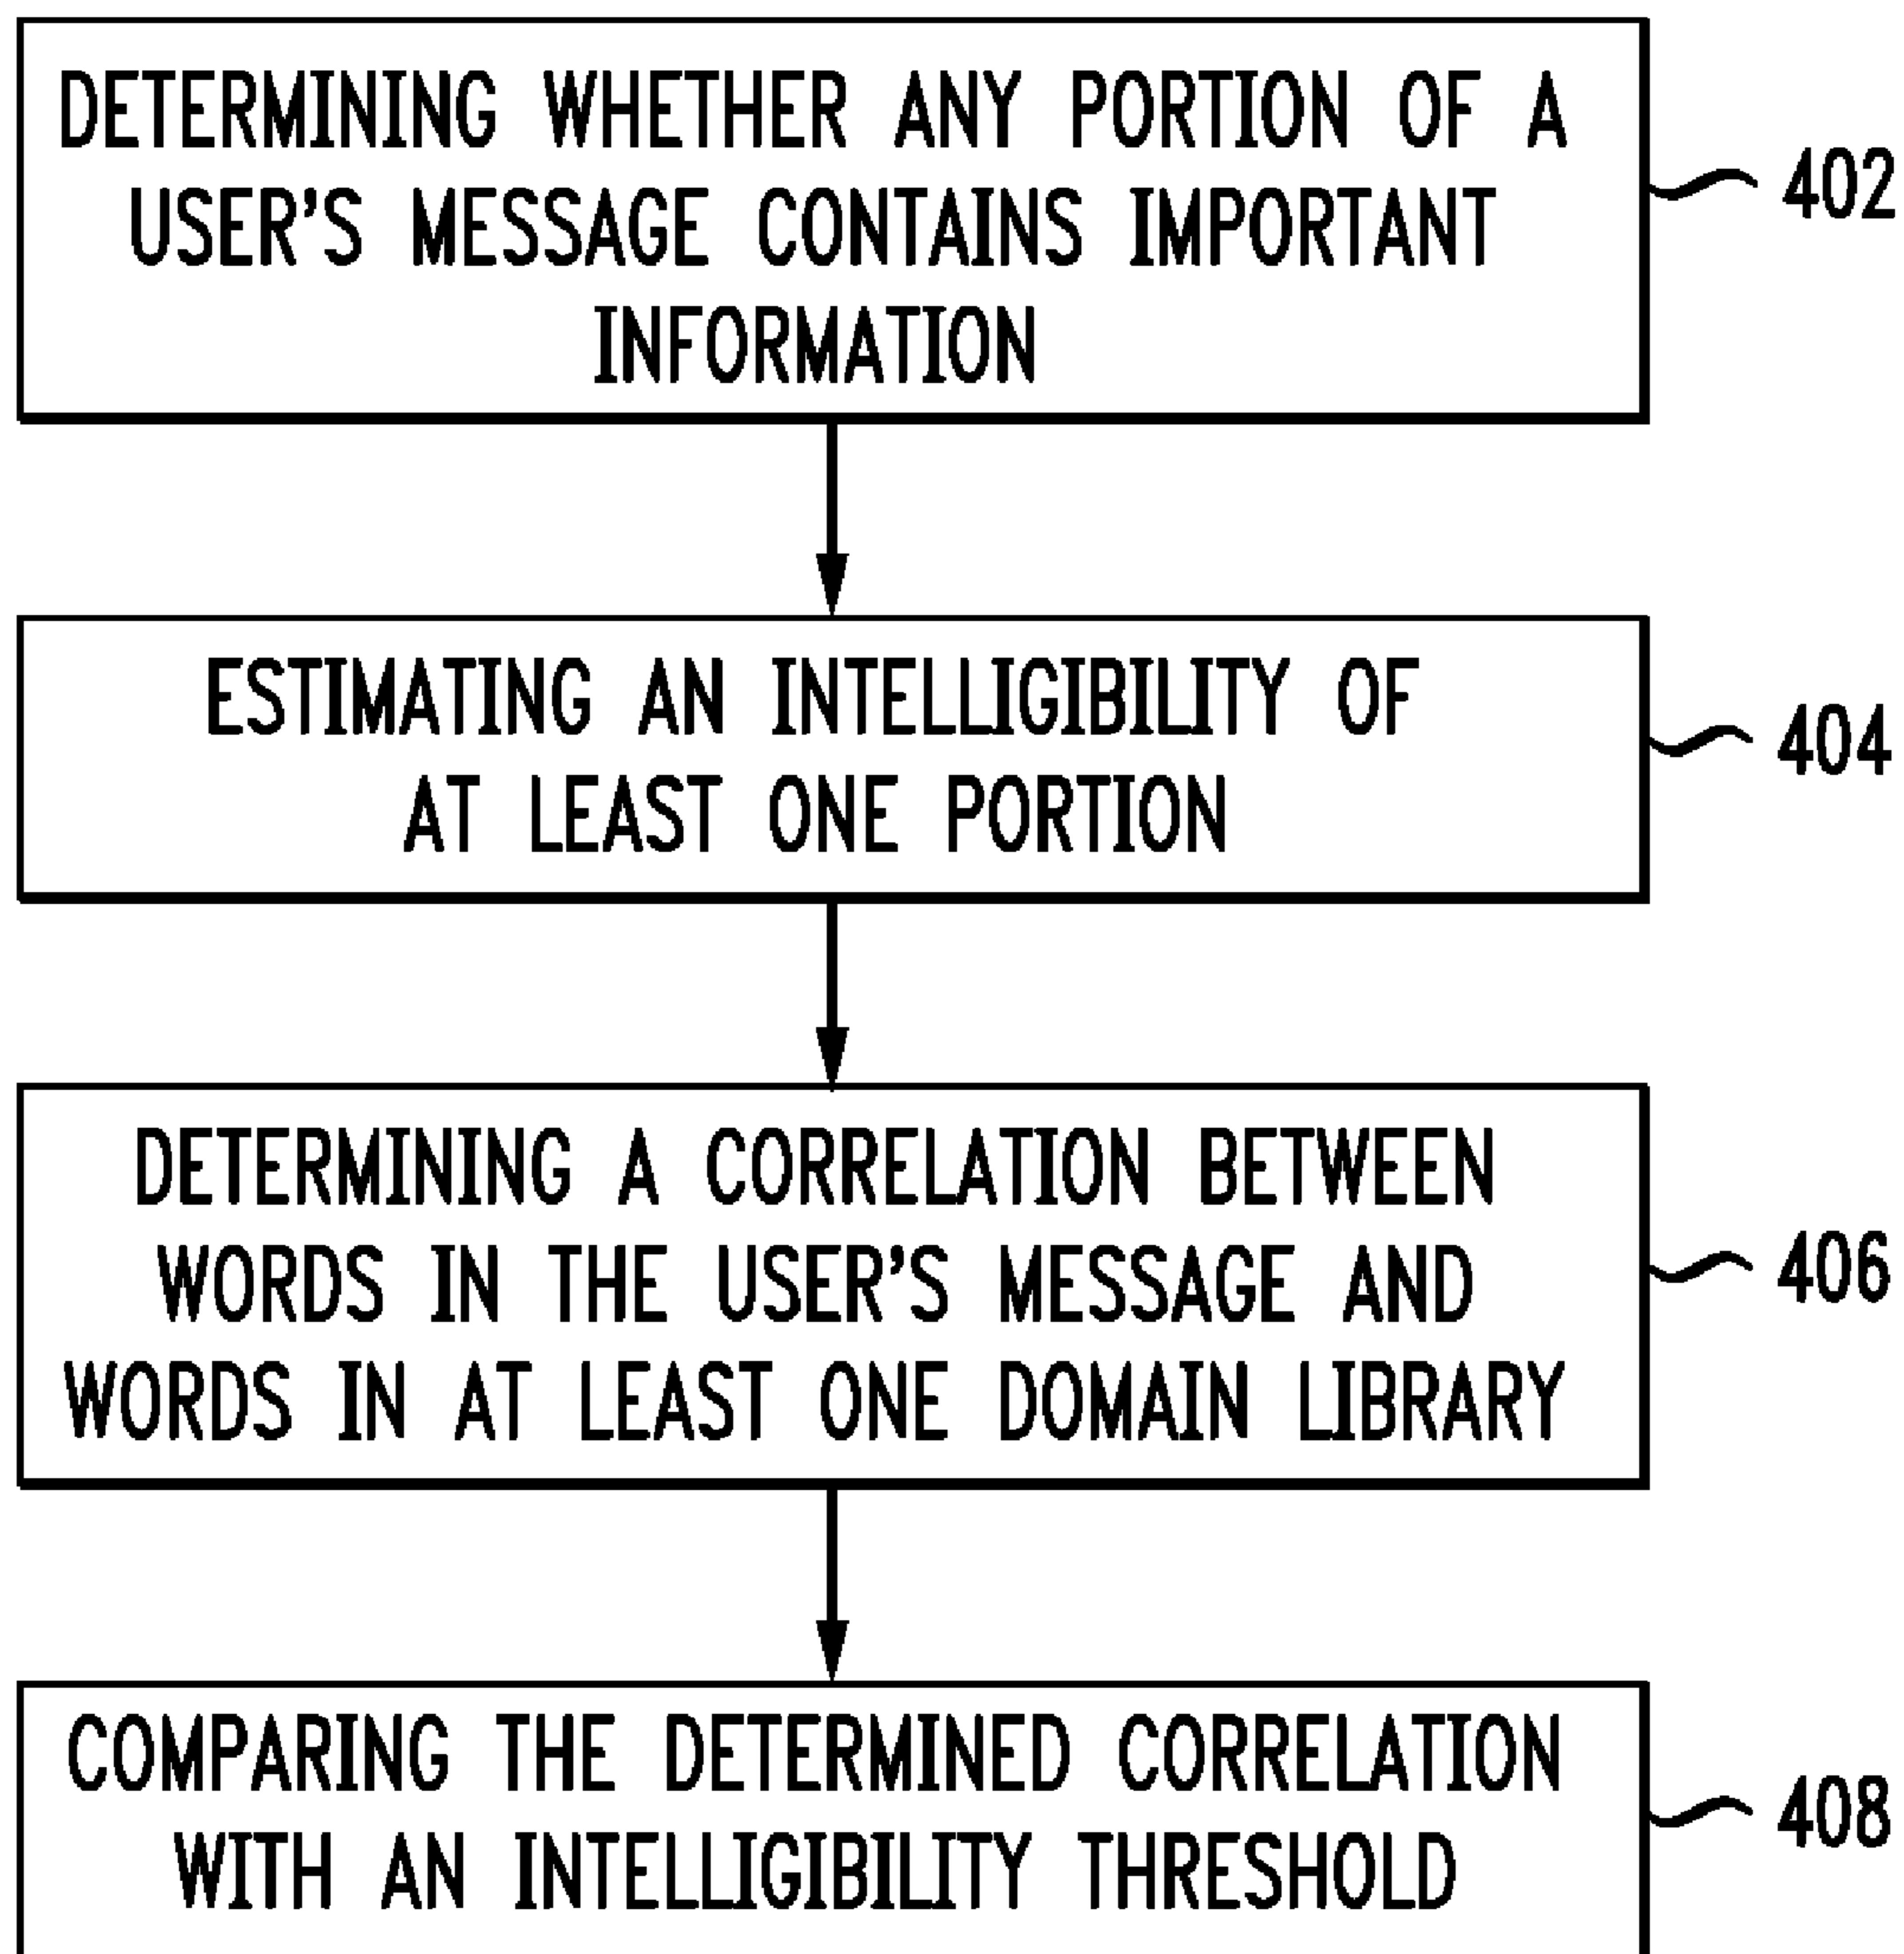 DETERMINING WHETHER ANY PORTION OF A
USER'S MESSAGE CONTAINS IMPORTANT
INFORMATION
402
ESTIMATING AN INTELLIGIBILITY OF
AT LEAST ONE PORTION
404
DETERMINING A CORRELATION BETWEEN
WORDS IN THE USER'S MESSAGE AND
WORDS IN AT LEAST ONE DOMAIN LIBRARY
406
COMPARING THE DETERMINED CORRELATION
WITH AN INTELLIGIBILITY THRESHOLD
408